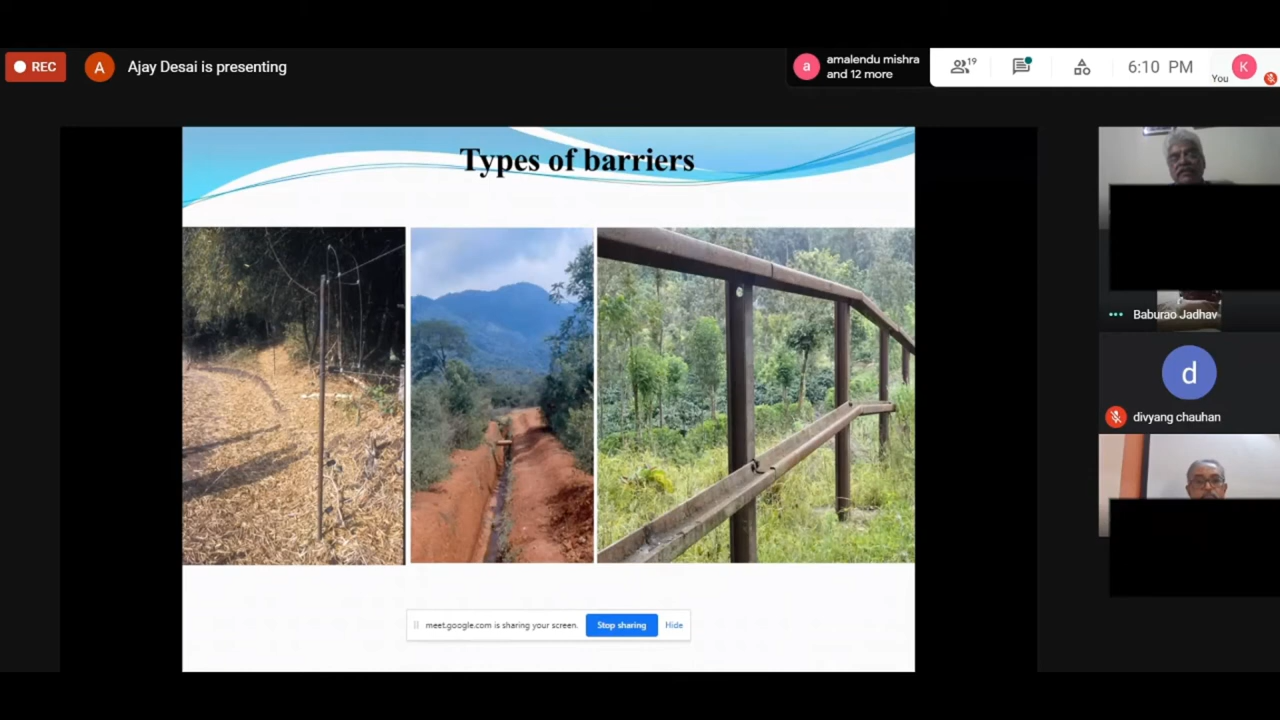 REC
A
Ajay Desai is presenting
a
amalendu mishra
and 12 more
19
6:10 PM
You
K
Types of barriers
Baburao Jadhav
d
divyang chauhan
meet.google.com is sharing your screen.
Stop sharing
Hide